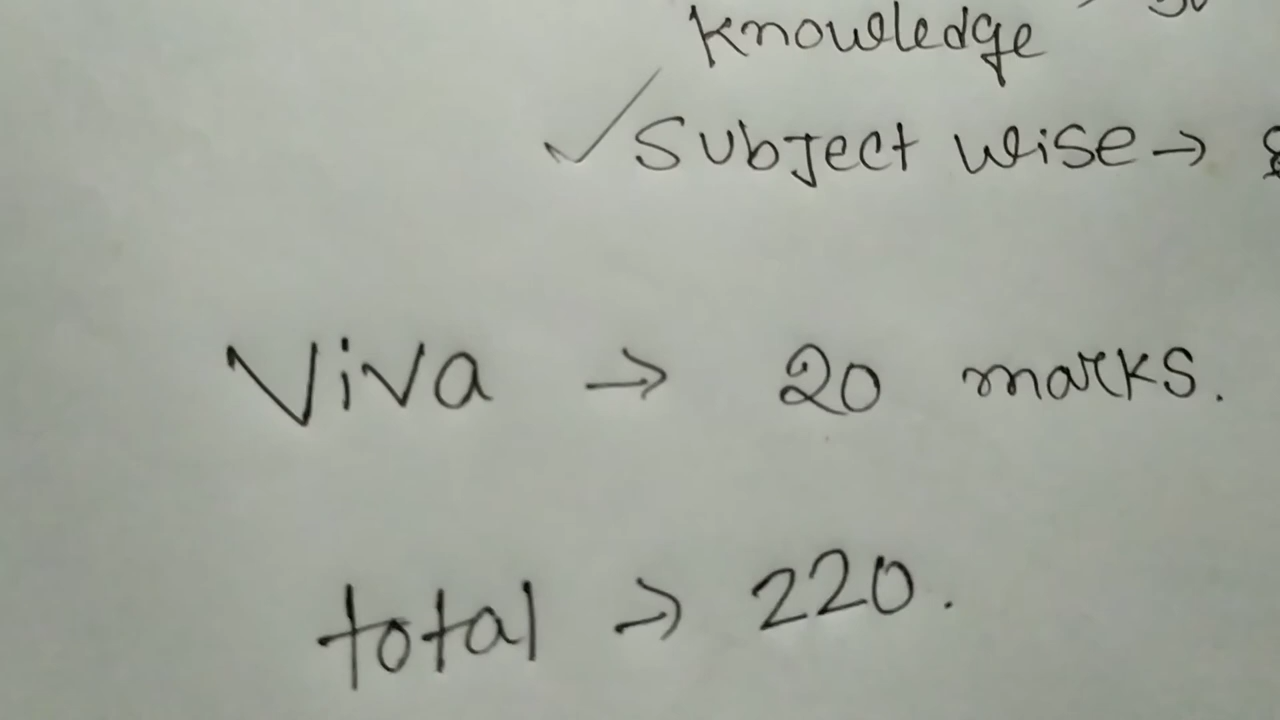 Knowledge
✓ Subject wise →
Viva → 20 marks.
total → 220.